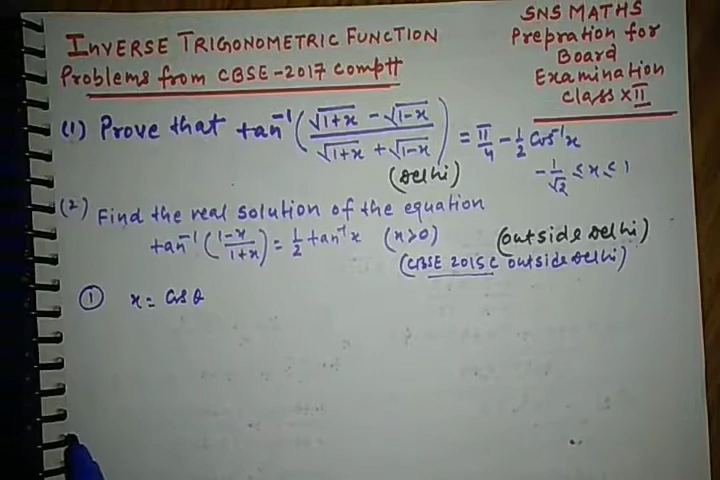 INVERSE TRIGONOMETRIC FUNCTION
Problems from CBSE-2017 comptt
SNS MATHS
Prepration for
Board
Examination
class XII
(1) Prove that tan⁻¹((√1+x − √1−x)/(√1+x + √1−x)) = π/4 − 1/2 cos⁻¹x
(Delhi)
−1/√2 ≤ x ≤ 1
(2) Find the real solution of the equation
tan⁻¹((1−x)/(1+x)) = 1/2 tan⁻¹x (x>0) (outside Delhi)
(CBSE 2015C outside Delhi)
① x = cos θ